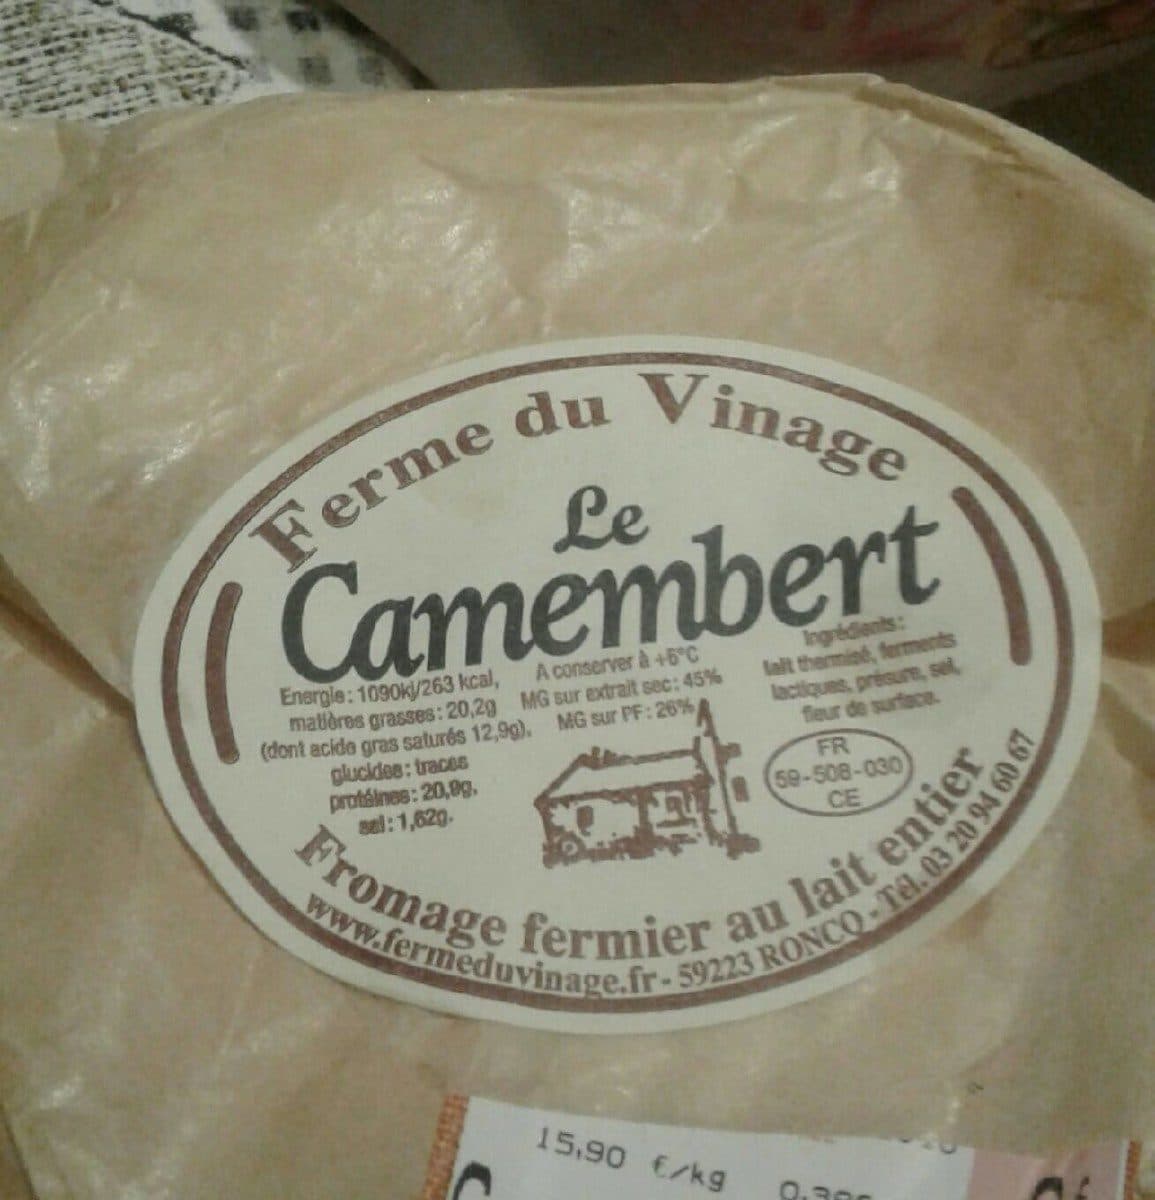 Ferme du Vinage
Le
Camembert
Energie: 1090kj/263 kcal,
matières grasses: 20,2g
(dont acide gras saturés 12,9g).
glucides: traces
protéines: 20,9g.
sel: 1,62g.
A conserver à +6°C
MG sur extrait sec: 45%
MG sur PF: 26%
Ingrédients:
lait thermisé, ferments
lactiques, présure, sel,
fleur de surface.
FR
59-508-030
CE
Fromage fermier au lait entier
www.fermeduvinage.fr - 59223 RONCQ - Tél. 03 20 94 60 67
15,90 €/kg